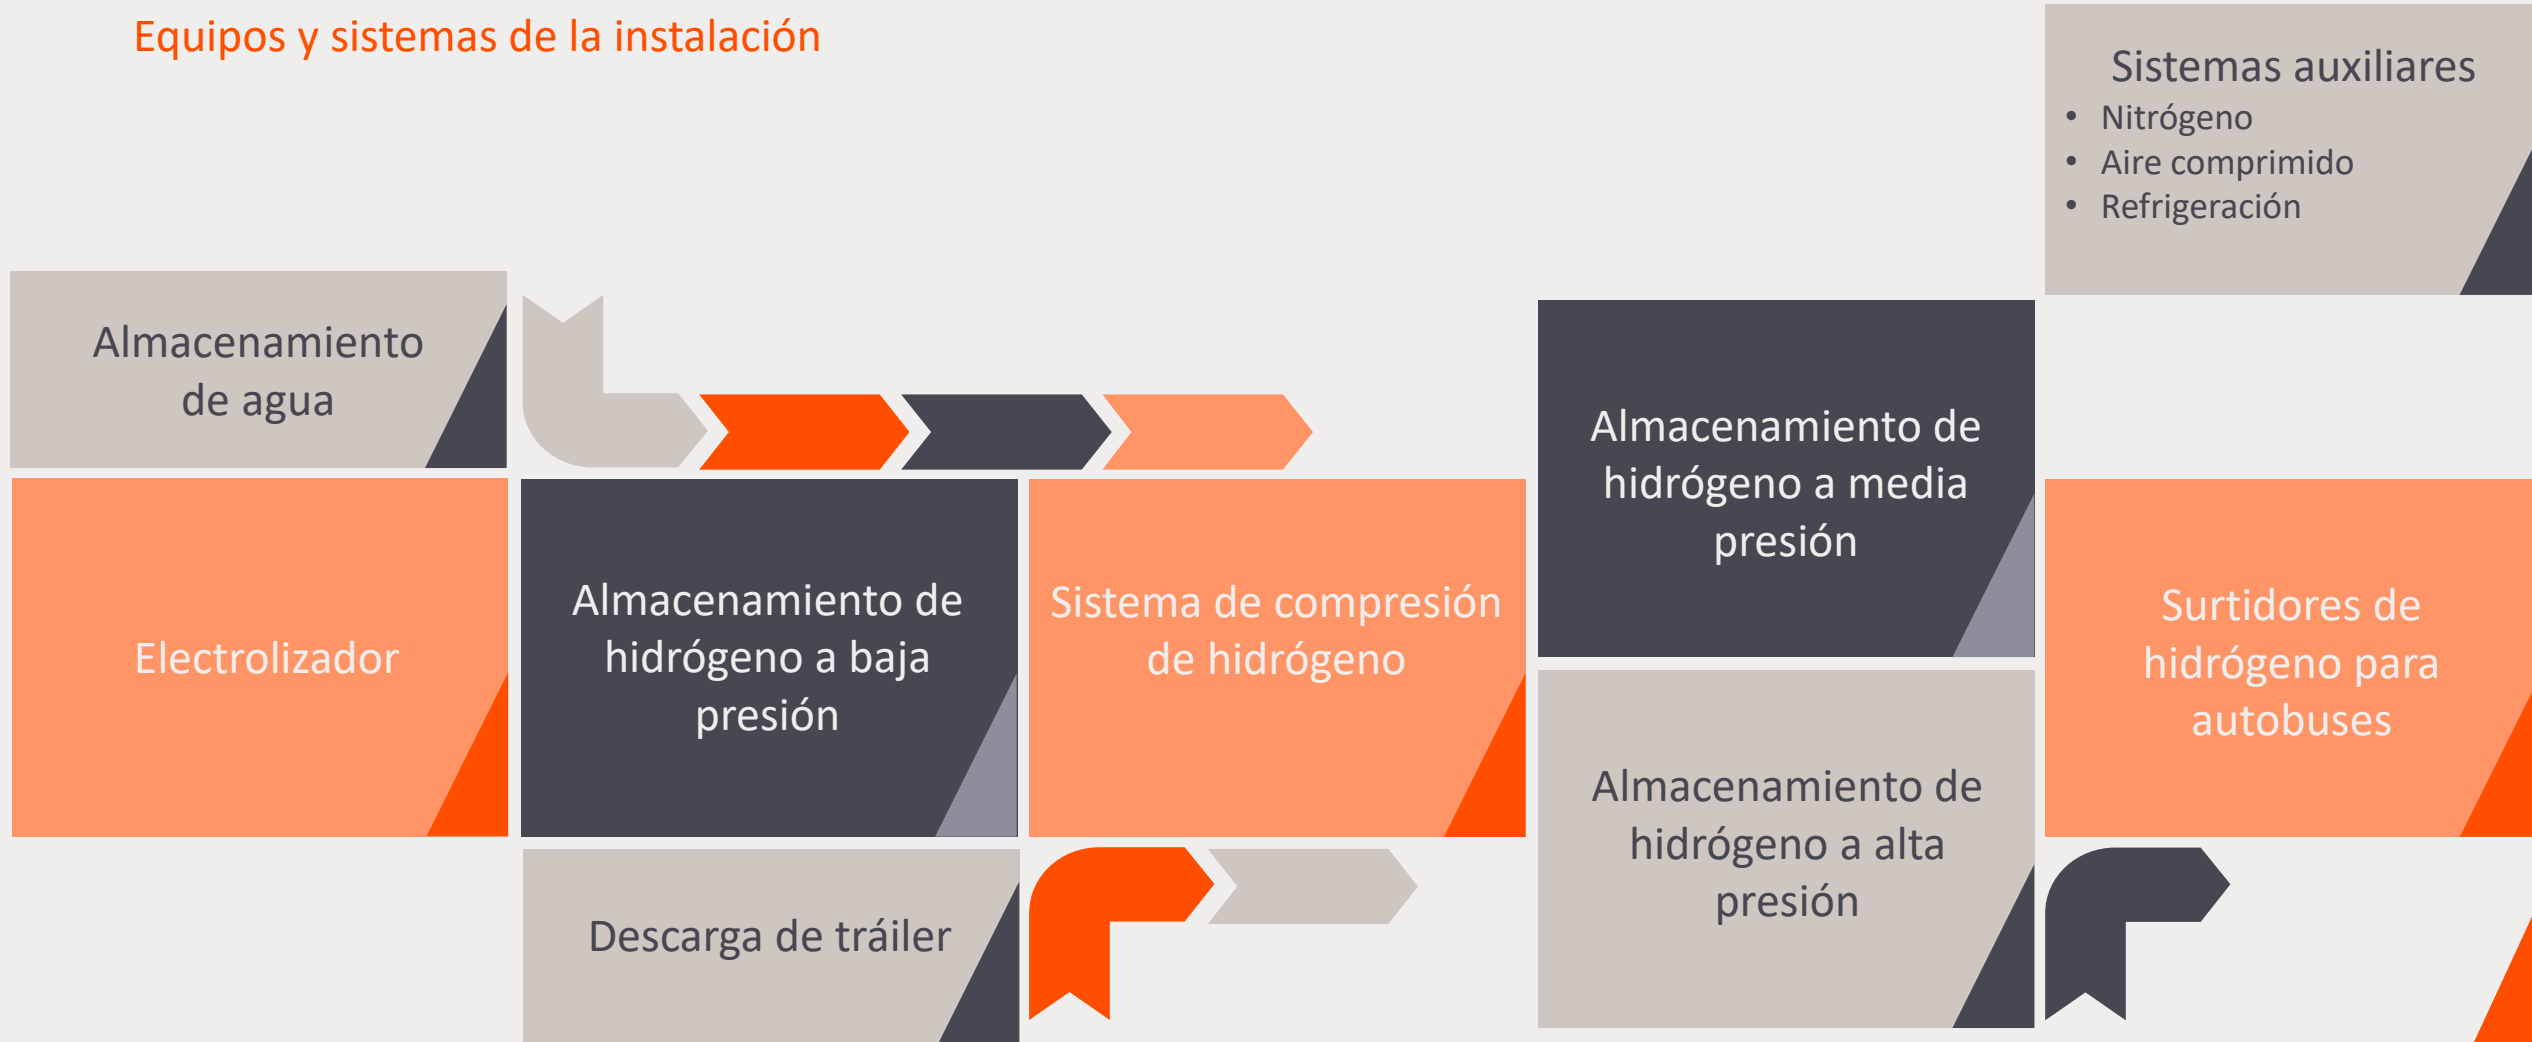 Equipos y sistemas de la instalación
Sistemas auxiliares
• Nitrógeno
• Aire comprimido
• Refrigeración
Almacenamiento
de agua
Electrolizador
Almacenamiento de
hidrógeno a baja
presión
Descarga de tráiler
Sistema de compresión
de hidrógeno
Almacenamiento de
hidrógeno a media
presión
Almacenamiento de
hidrógeno a alta
presión
Surtidores de
hidrógeno para
autobuses